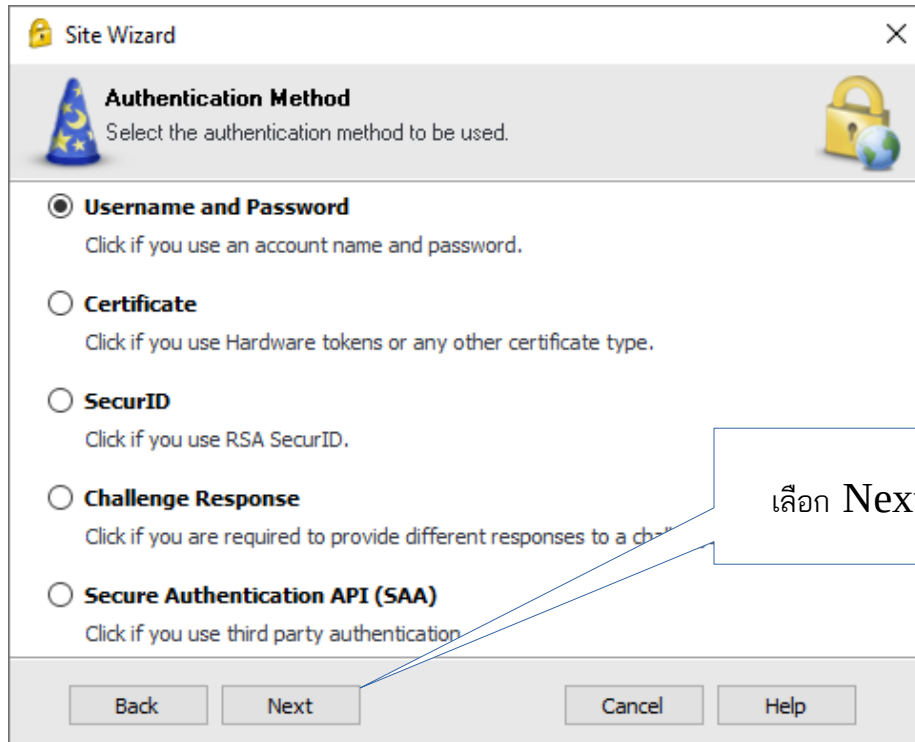 Site Wizard
Authentication Method
Select the authentication method to be used.
Username and Password
Click if you use an account name and password.
Certificate
Click if you use Hardware tokens or any other certificate type.
SecurID
Click if you use RSA SecurID.
Challenge Response
Click if you are required to provide different responses to a
เลือก Next
Secure Authentication API (SAA)
Click if you use third party authentication
Back Next Cancel Help